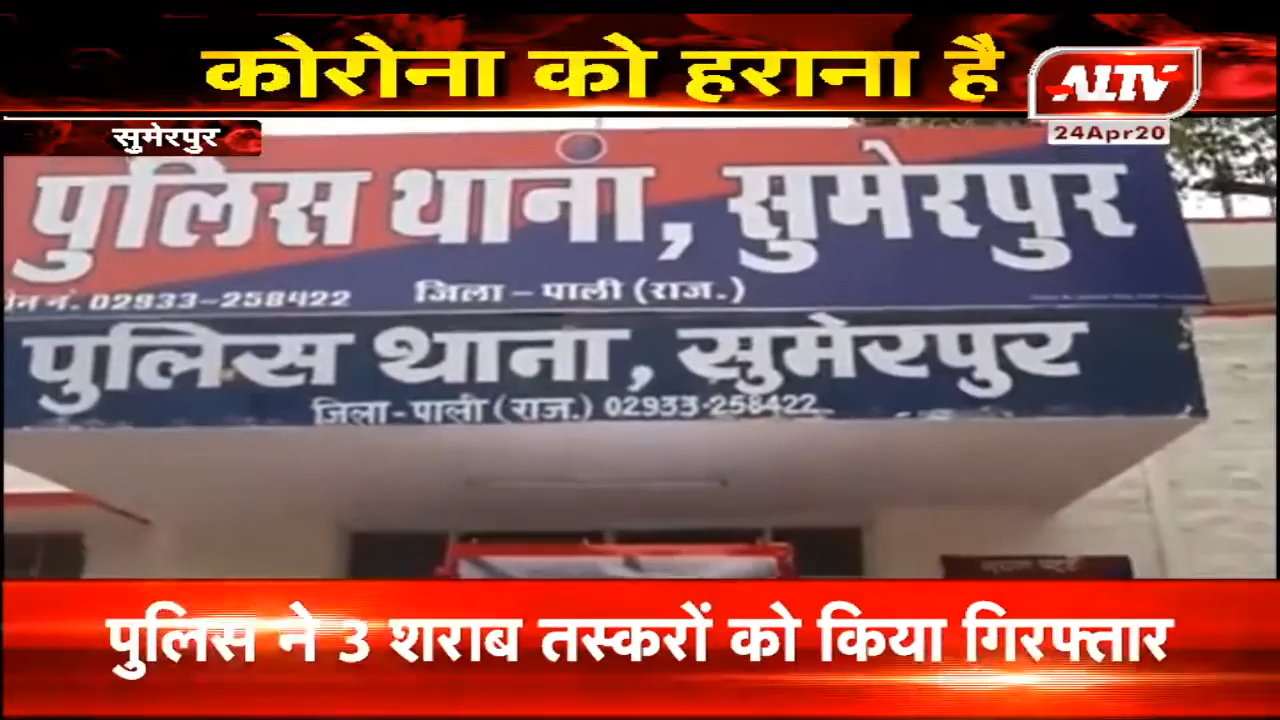 कोरोना को हराना है
ALTV
24Apr20
सुमेरपुर
पुलिस थाना, सुमेरपुर
जिला - पाली (राज.)
नं. 02933-258422
पुलिस थाना, सुमेरपुर
जिला-पाली (राज.) 02933-258422
पुलिस ने 3 शराब तस्करों को किया गिरफ्तार